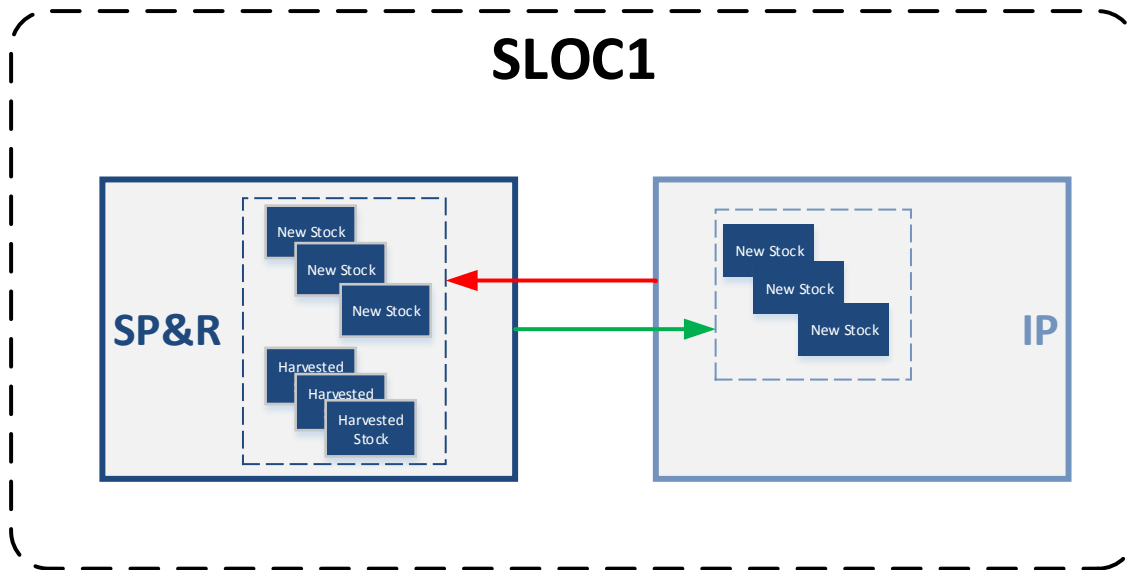 SLOC1
SP&R
New Stock
New Stock
New Stock
Harvested
Harvested
Harvested
Stock
New Stock
New Stock
New Stock
IP